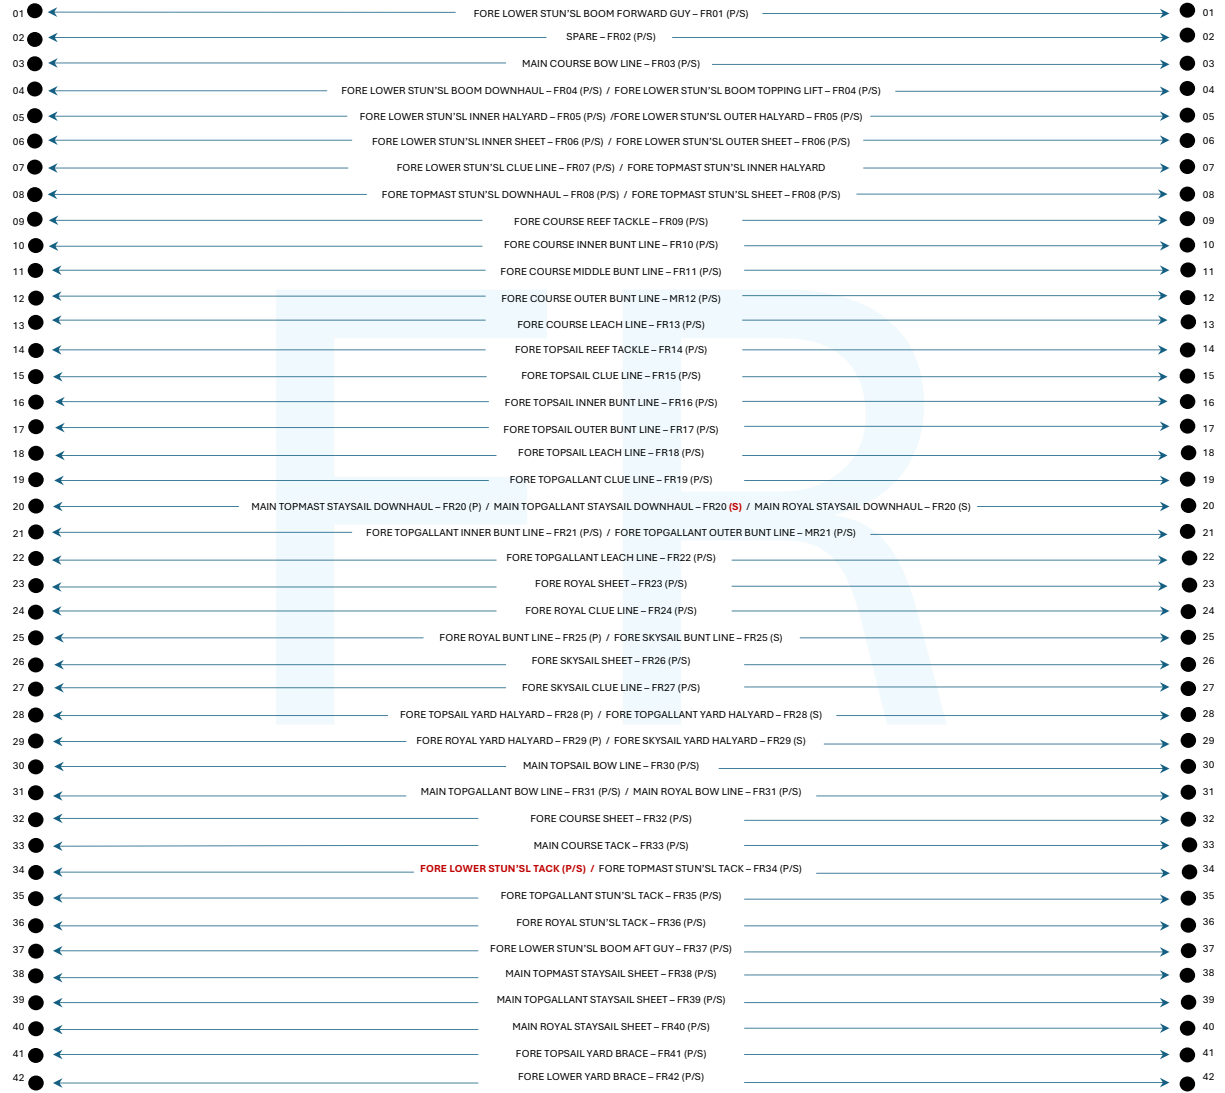 01 FORE LOWER STUN'SL BOOM FORWARD GUY – FR01 (P/S) 01
02 SPARE – FR02 (P/S) 02
03 MAIN COURSE BOW LINE – FR03 (P/S) 03
04 FORE LOWER STUN'SL BOOM DOWNHAUL – FR04 (P/S) / FORE LOWER STUN'SL BOOM TOPPING LIFT – FR04 (P/S) 04
05 FORE LOWER STUN'SL INNER HALYARD – FR05 (P/S) /FORE LOWER STUN'SL OUTER HALYARD – FR05 (P/S) 05
06 FORE LOWER STUN'SL INNER SHEET – FR06 (P/S) / FORE LOWER STUN'SL OUTER SHEET – FR06 (P/S) 06
07 FORE LOWER STUN'SL CLUE LINE – FR07 (P/S) / FORE TOPMAST STUN'SL INNER HALYARD 07
08 FORE TOPMAST STUN'SL DOWNHAUL – FR08 (P/S) / FORE TOPMAST STUN'SL SHEET – FR08 (P/S) 08
09 FORE COURSE REEF TACKLE – FR09 (P/S) 09
10 FORE COURSE INNER BUNT LINE – FR10 (P/S) 10
11 FORE COURSE MIDDLE BUNT LINE – FR11 (P/S) 11
12 FORE COURSE OUTER BUNT LINE – MR12 (P/S) 12
13 FORE COURSE LEACH LINE – FR13 (P/S) 13
14 FORE TOPSAIL REEF TACKLE – FR14 (P/S) 14
15 FORE TOPSAIL CLUE LINE – FR15 (P/S) 15
16 FORE TOPSAIL INNER BUNT LINE – FR16 (P/S) 16
17 FORE TOPSAIL OUTER BUNT LINE – FR17 (P/S) 17
18 FORE TOPSAIL LEACH LINE – FR18 (P/S) 18
19 FORE TOPGALLANT CLUE LINE – FR19 (P/S) 19
20 MAIN TOPMAST STAYSAIL DOWNHAUL – FR20 (P) / MAIN TOPGALLANT STAYSAIL DOWNHAUL – FR20 (S) / MAIN ROYAL STAYSAIL DOWNHAUL – FR20 (S) 20
21 FORE TOPGALLANT INNER BUNT LINE – FR21 (P/S) / FORE TOPGALLANT OUTER BUNT LINE – MR21 (P/S) 21
22 FORE TOPGALLANT LEACH LINE – FR22 (P/S) 22
23 FORE ROYAL SHEET – FR23 (P/S) 23
24 FORE ROYAL CLUE LINE – FR24 (P/S) 24
25 FORE ROYAL BUNT LINE – FR25 (P) / FORE SKYSAIL BUNT LINE – FR25 (S) 25
26 FORE SKYSAIL SHEET – FR26 (P/S) 26
27 FORE SKYSAIL CLUE LINE – FR27 (P/S) 27
28 FORE TOPSAIL YARD HALYARD – FR28 (P) / FORE TOPGALLANT YARD HALYARD – FR28 (S) 28
29 FORE ROYAL YARD HALYARD – FR29 (P) / FORE SKYSAIL YARD HALYARD – FR29 (S) 29
30 MAIN TOPSAIL BOW LINE – FR30 (P/S) 30
31 MAIN TOPGALLANT BOW LINE – FR31 (P/S) / MAIN ROYAL BOW LINE – FR31 (P/S) 31
32 FORE COURSE SHEET – FR32 (P/S) 32
33 MAIN COURSE TACK – FR33 (P/S) 33
34 FORE LOWER STUN'SL TACK (P/S) / FORE TOPMAST STUN'SL TACK – FR34 (P/S) 34
35 FORE TOPGALLANT STUN'SL TACK – FR35 (P/S) 35
36 FORE ROYAL STUN'SL TACK – FR36 (P/S) 36
37 FORE LOWER STUN'SL BOOM AFT GUY – FR37 (P/S) 37
38 MAIN TOPMAST STAYSAIL SHEET – FR38 (P/S) 38
39 MAIN TOPGALLANT STAYSAIL SHEET – FR39 (P/S) 39
40 MAIN ROYAL STAYSAIL SHEET – FR40 (P/S) 40
41 FORE TOPSAIL YARD BRACE – FR41 (P/S) 41
42 FORE LOWER YARD BRACE – FR42 (P/S) 42
FR